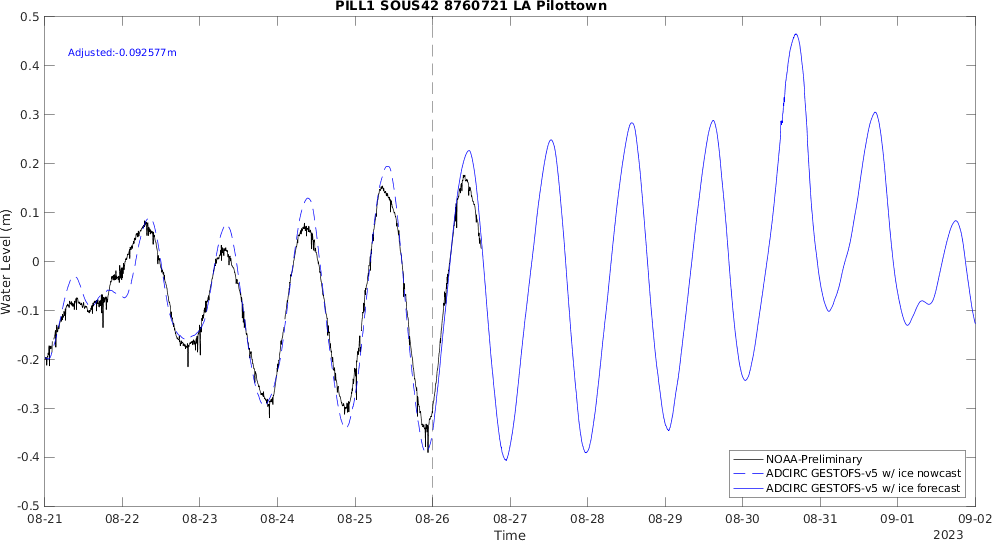 PILL1 SOUS42 8760721 LA Pilottown
Adjusted:-0.092577m
Water Level (m)
0.5
0.4
0.3
0.2
0.1
0
-0.1
-0.2
-0.3
-0.4
-0.5
NOAA-Preliminary
ADCIRC GESTOFS-v5 w/ ice nowcast
ADCIRC GESTOFS-v5 w/ ice forecast
08-21 08-22 08-23 08-24 08-25 08-26 08-27 08-28 08-29 08-30 08-31 09-01 09-02
Time
2023